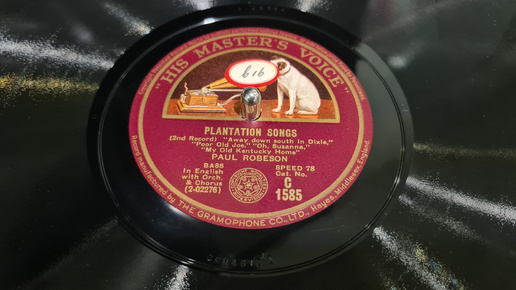 "HIS MASTER'S VOICE"
b16
PLANTATION SONGS
(2nd Record) "Away down south in Dixie,"
"Poor Old Joe," "Oh, Susanna,"
"My Old Kentucky Home"
PAUL ROBESON
BASS
In English
with Orch.
& Chorus
(2-02276)
SPEED 78
Cat. No.
C
1585
Record manufactured by THE GRAMOPHONE CO., LTD., Hayes, Middlesex, England.